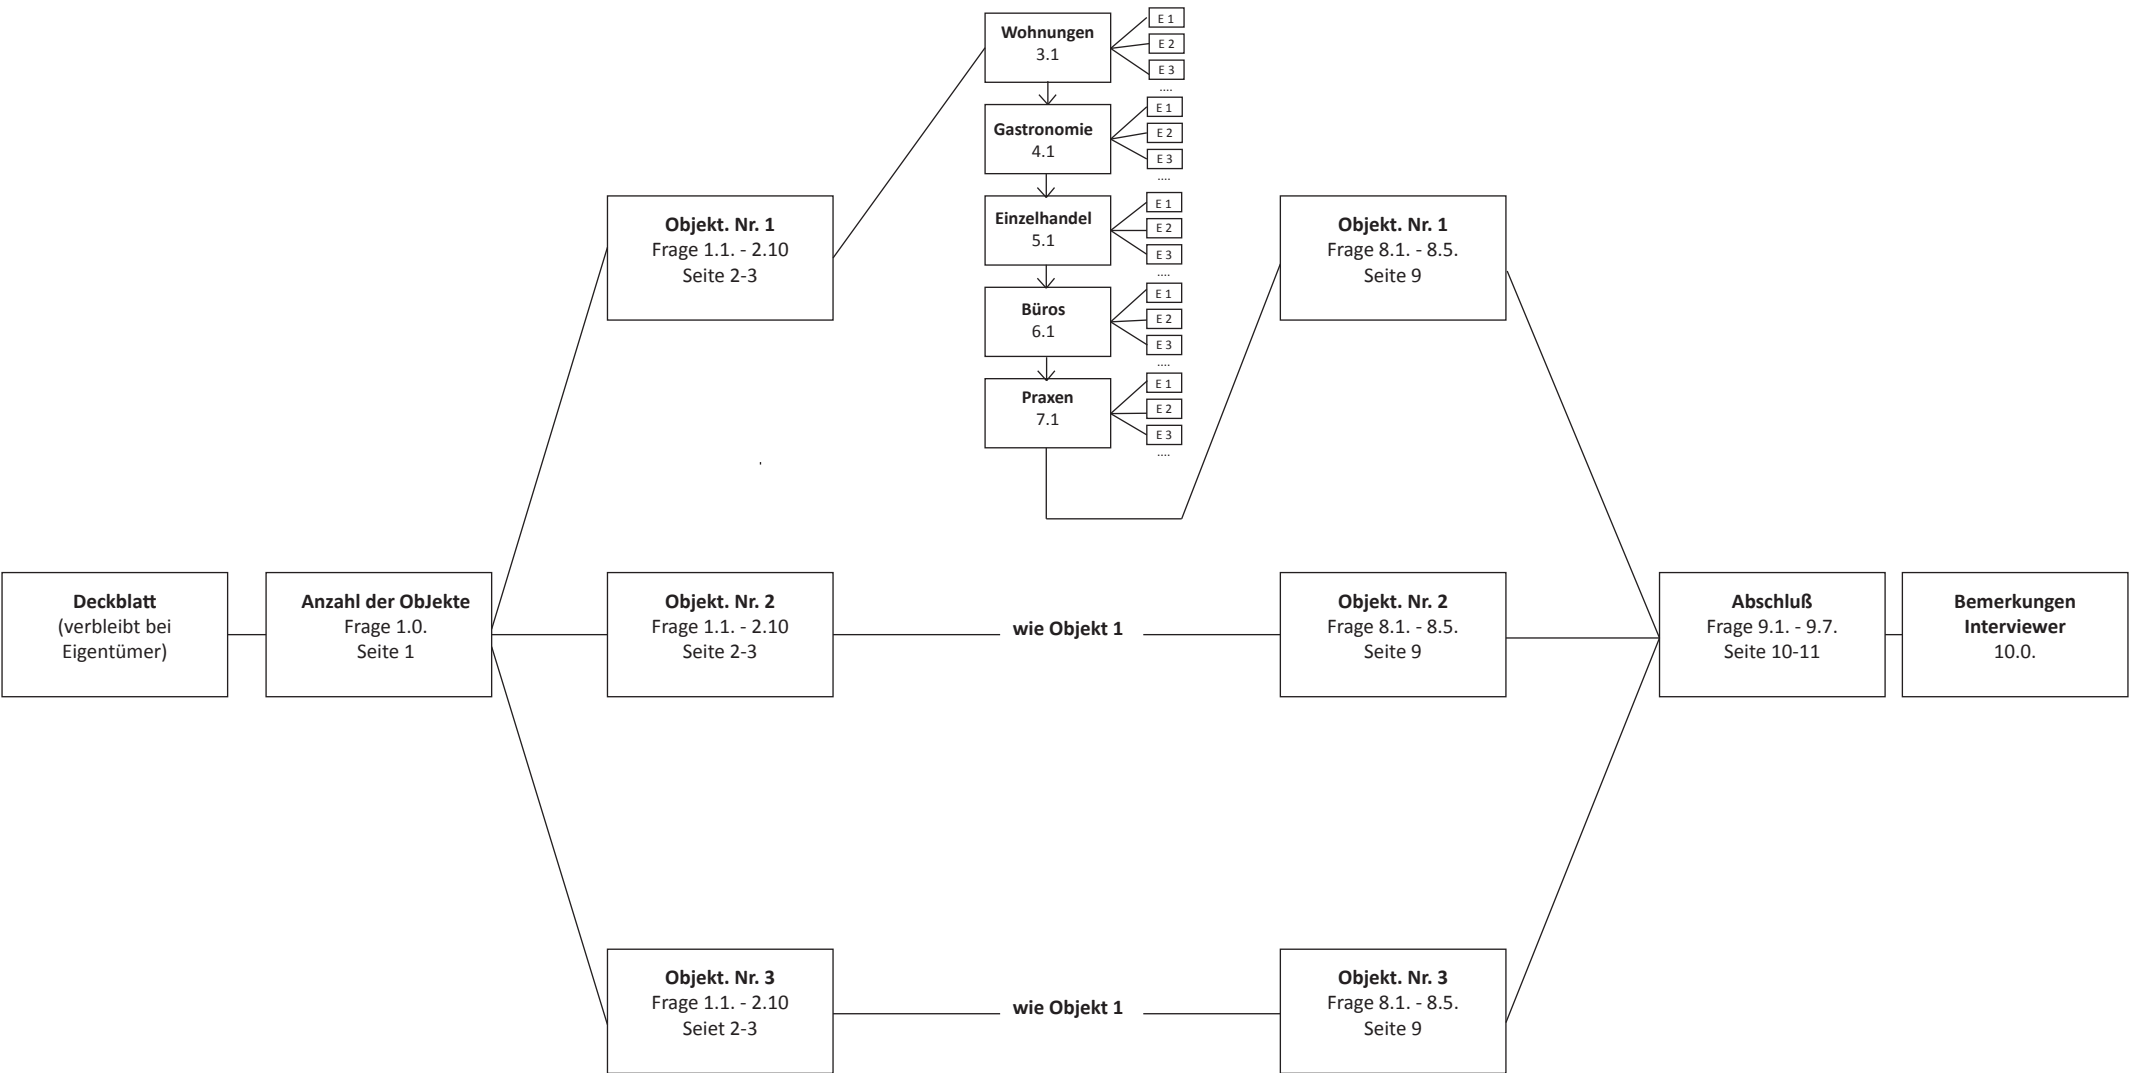 Deckblatt
(verbleibt bei
Eigentümer)
Anzahl der ObJekte
Frage 1.0.
Seite 1
Objekt. Nr. 1
Frage 1.1. - 2.10
Seite 2-3
Wohnungen
3.1
E 1
E 2
E 3
....
Gastronomie
4.1
E 1
E 2
E 3
....
Einzelhandel
5.1
E 1
E 2
E 3
....
Büros
6.1
E 1
E 2
E 3
....
Praxen
7.1
E 1
E 2
E 3
....
Objekt. Nr. 1
Frage 8.1. - 8.5.
Seite 9
Objekt. Nr. 2
Frage 1.1. - 2.10
Seite 2-3
wie Objekt 1
Objekt. Nr. 2
Frage 8.1. - 8.5.
Seite 9
Objekt. Nr. 3
Frage 1.1. - 2.10
Seiet 2-3
wie Objekt 1
Objekt. Nr. 3
Frage 8.1. - 8.5.
Seite 9
Abschluß
Frage 9.1. - 9.7.
Seite 10-11
Bemerkungen
Interviewer
10.0.